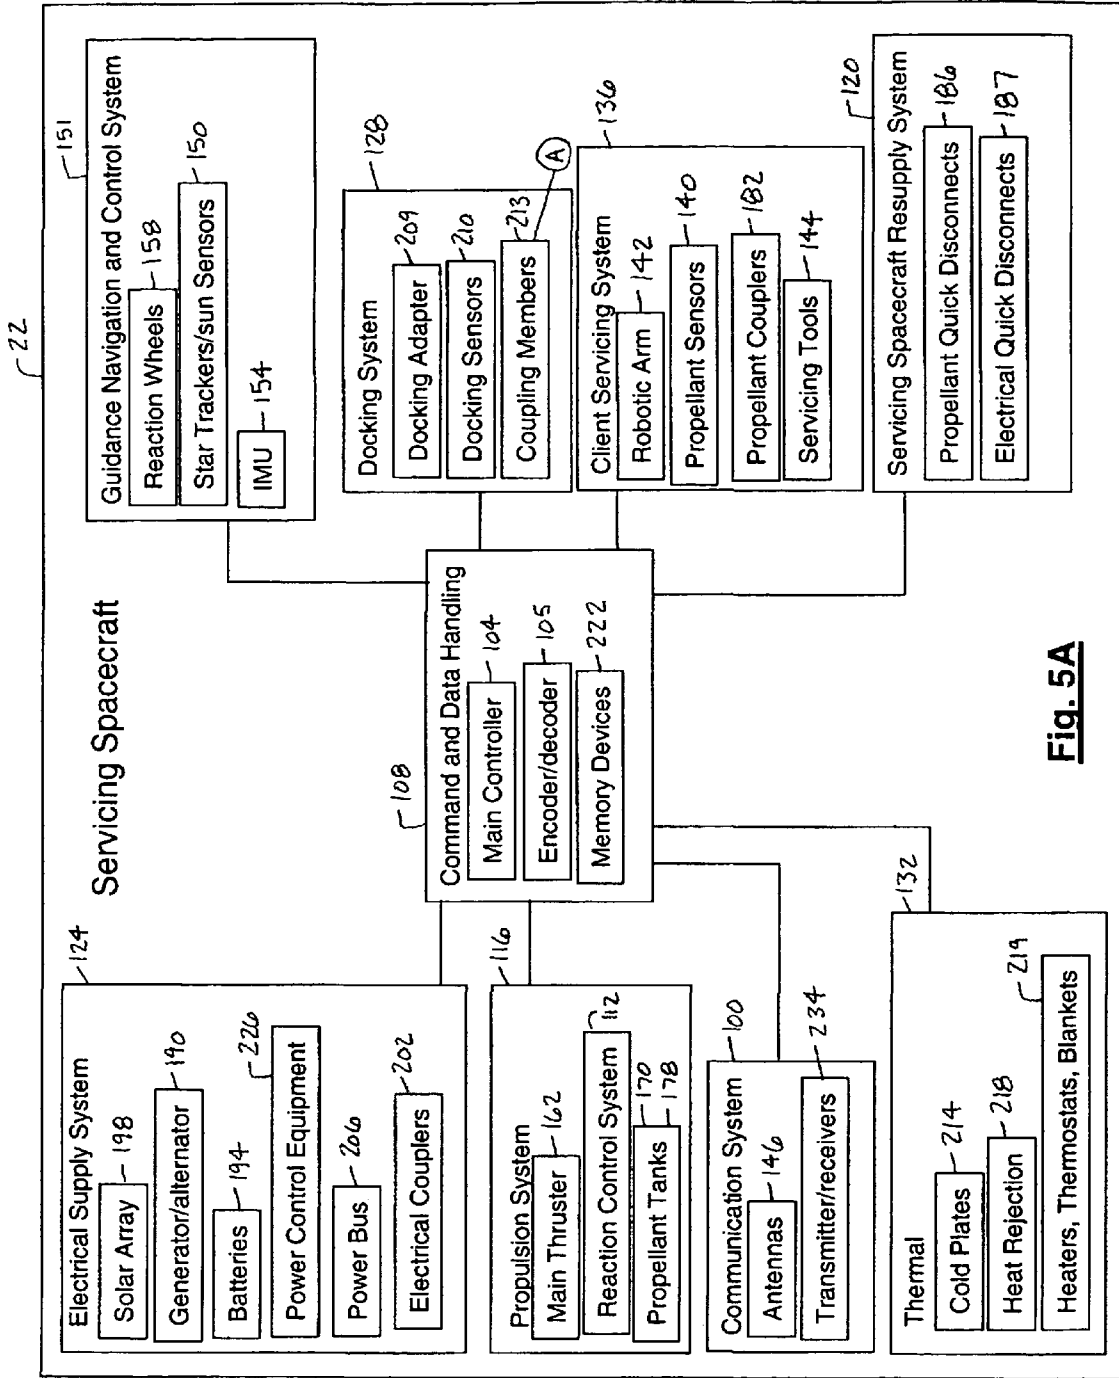 22
Servicing Spacecraft
124
Electrical Supply System
Solar Array 198
Generator/alternator 190
Batteries 194
226
Power Control Equipment
Power Bus 206
Electrical Couplers 202
116
Propulsion System
Main Thruster 162
Reaction Control System 112
Propellant Tanks 170
178
100
Communication System
Antennas 146
Transmitter/receivers 234
132
Thermal
Cold Plates 214
Heat Rejection 218
219
Heaters, Thermostats, Blankets
108
Command and Data Handling
Main Controller 104
Encoder/decoder 105
Memory Devices 222
151
Guidance Navigation and Control System
Reaction Wheels 158
Star Trackers/sun Sensors 150
IMU 154
128
Docking System
Docking Adapter 209
Docking Sensors 210
Coupling Members 213
A
136
Client Servicing System
Robotic Arm 142
Propellant Sensors 140
Propellant Couplers 182
Servicing Tools 144
120
Servicing Spacecraft Resupply System
Propellant Quick Disconnects 186
Electrical Quick Disconnects 187
Fig. 5A